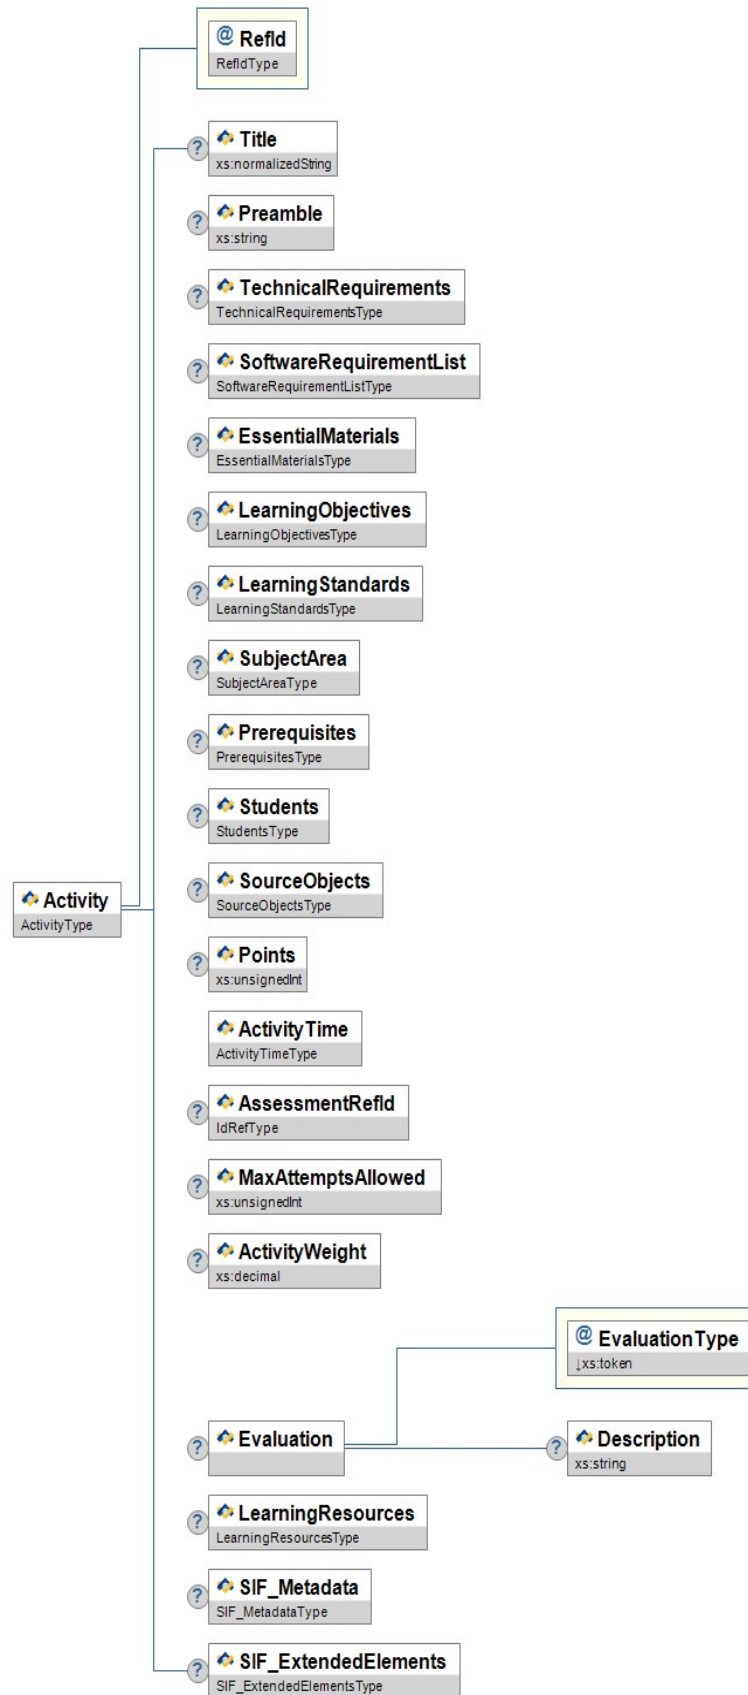 @ RefId
RefIdType
? Title
xs:normalizedString
? Preamble
xs:string
? TechnicalRequirements
TechnicalRequirementsType
? SoftwareRequirementList
SoftwareRequirementListType
? EssentialMaterials
EssentialMaterialsType
? LearningObjectives
LearningObjectivesType
? LearningStandards
LearningStandardsType
? SubjectArea
SubjectAreaType
? Prerequisites
PrerequisitesType
? Students
StudentsType
Activity
ActivityType
? SourceObjects
SourceObjectsType
? Points
xs:unsignedInt
ActivityTime
ActivityTimeType
? AssessmentRefId
IdRefType
? MaxAttemptsAllowed
xs:unsignedInt
? ActivityWeight
xs:decimal
@ EvaluationType
↓xs:token
? Evaluation
? Description
xs:string
? LearningResources
LearningResourcesType
? SIF_Metadata
SIF_MetadataType
? SIF_ExtendedElements
SIF_ExtendedElementsType